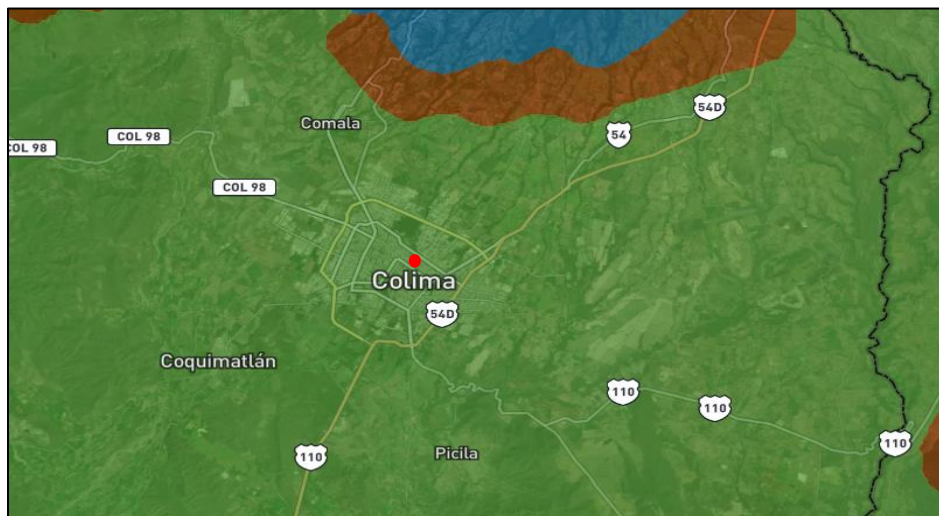 54D
Comala
54
COL 98
COL 98
COL 98
Colima
54D
Coquimatlán
110
110
110
110
Picila